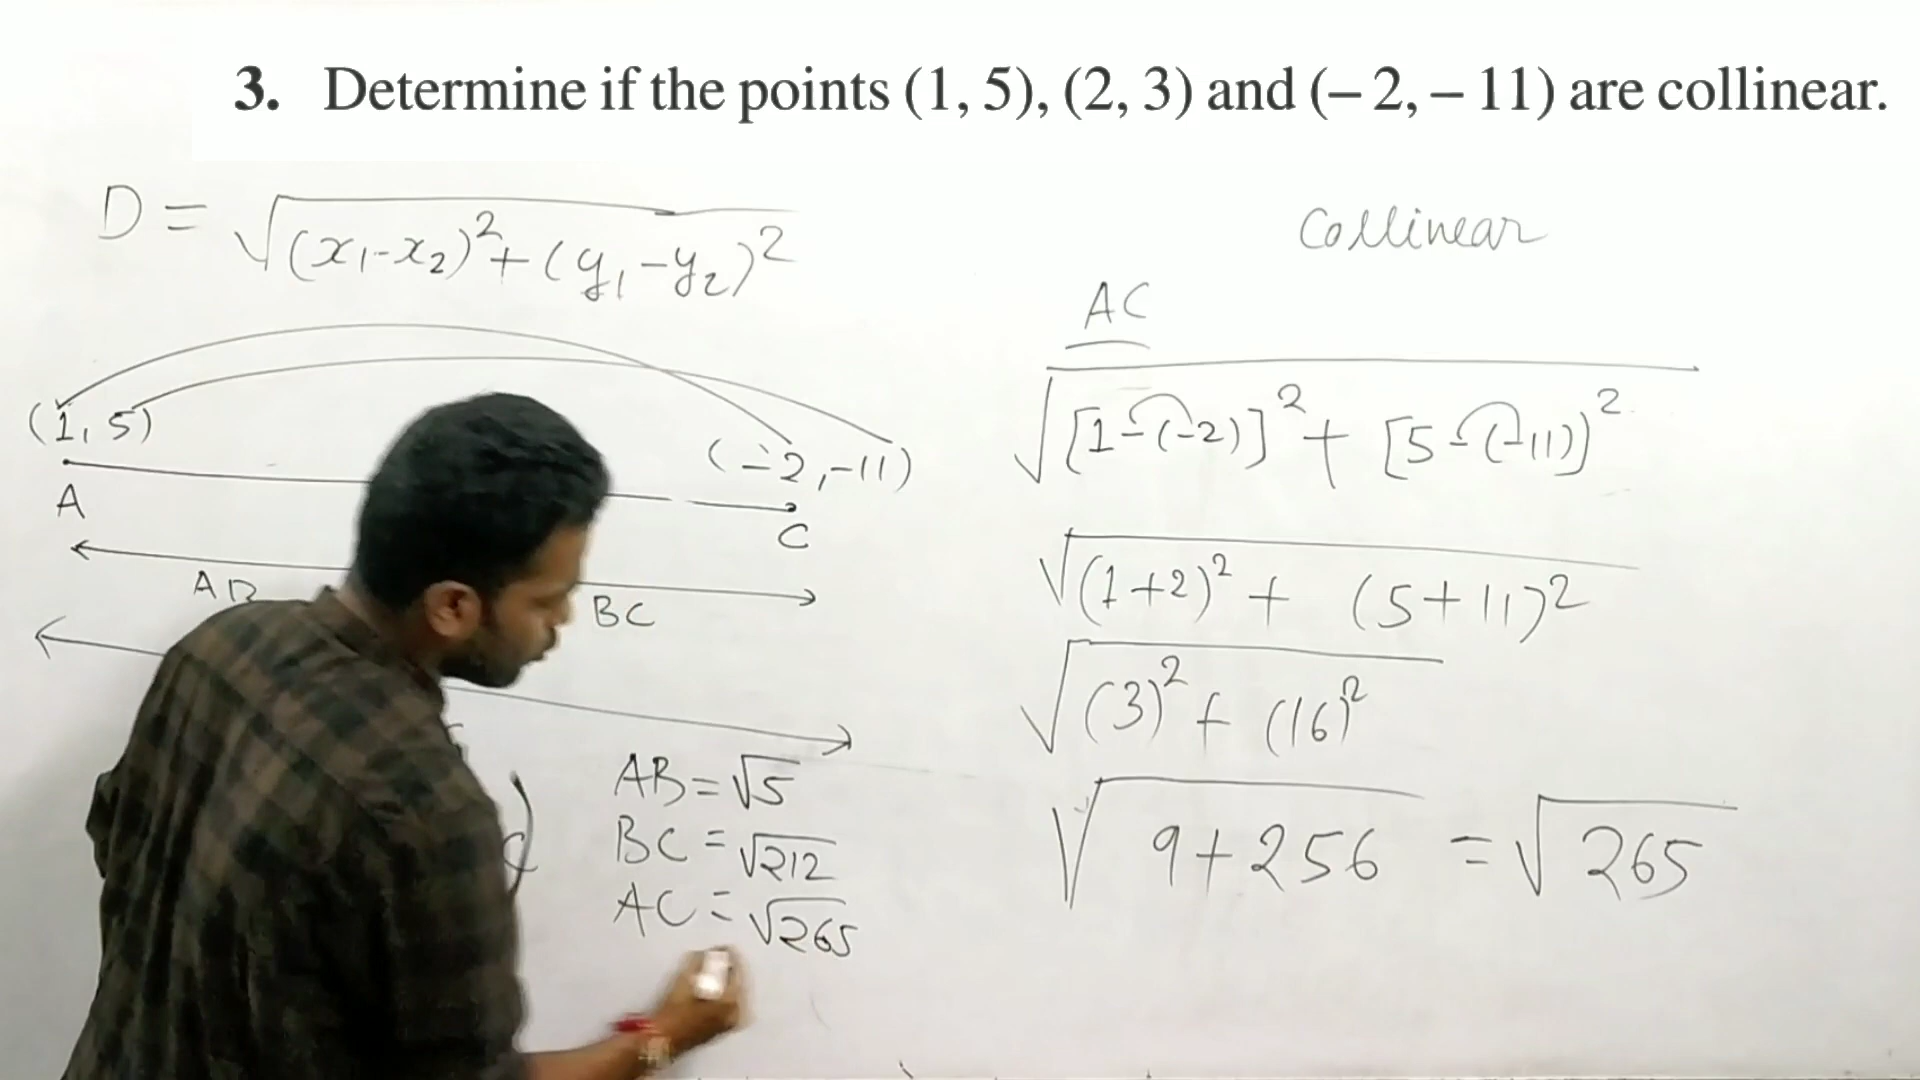 3. Determine if the points (1, 5), (2, 3) and (– 2, – 11) are collinear.
D = √(x₁-x₂)²+(y₁-y₂)²
Collinear
(1, 5)
(-2,-11)
A
C
AB
BC
AB=√5
BC=√212
AC=√265
AC
√[1-(-2)]²+[5-(-11)]²
√(1+2)²+ (5+11)²
√(3)²+(16)²
√9+256 =√265